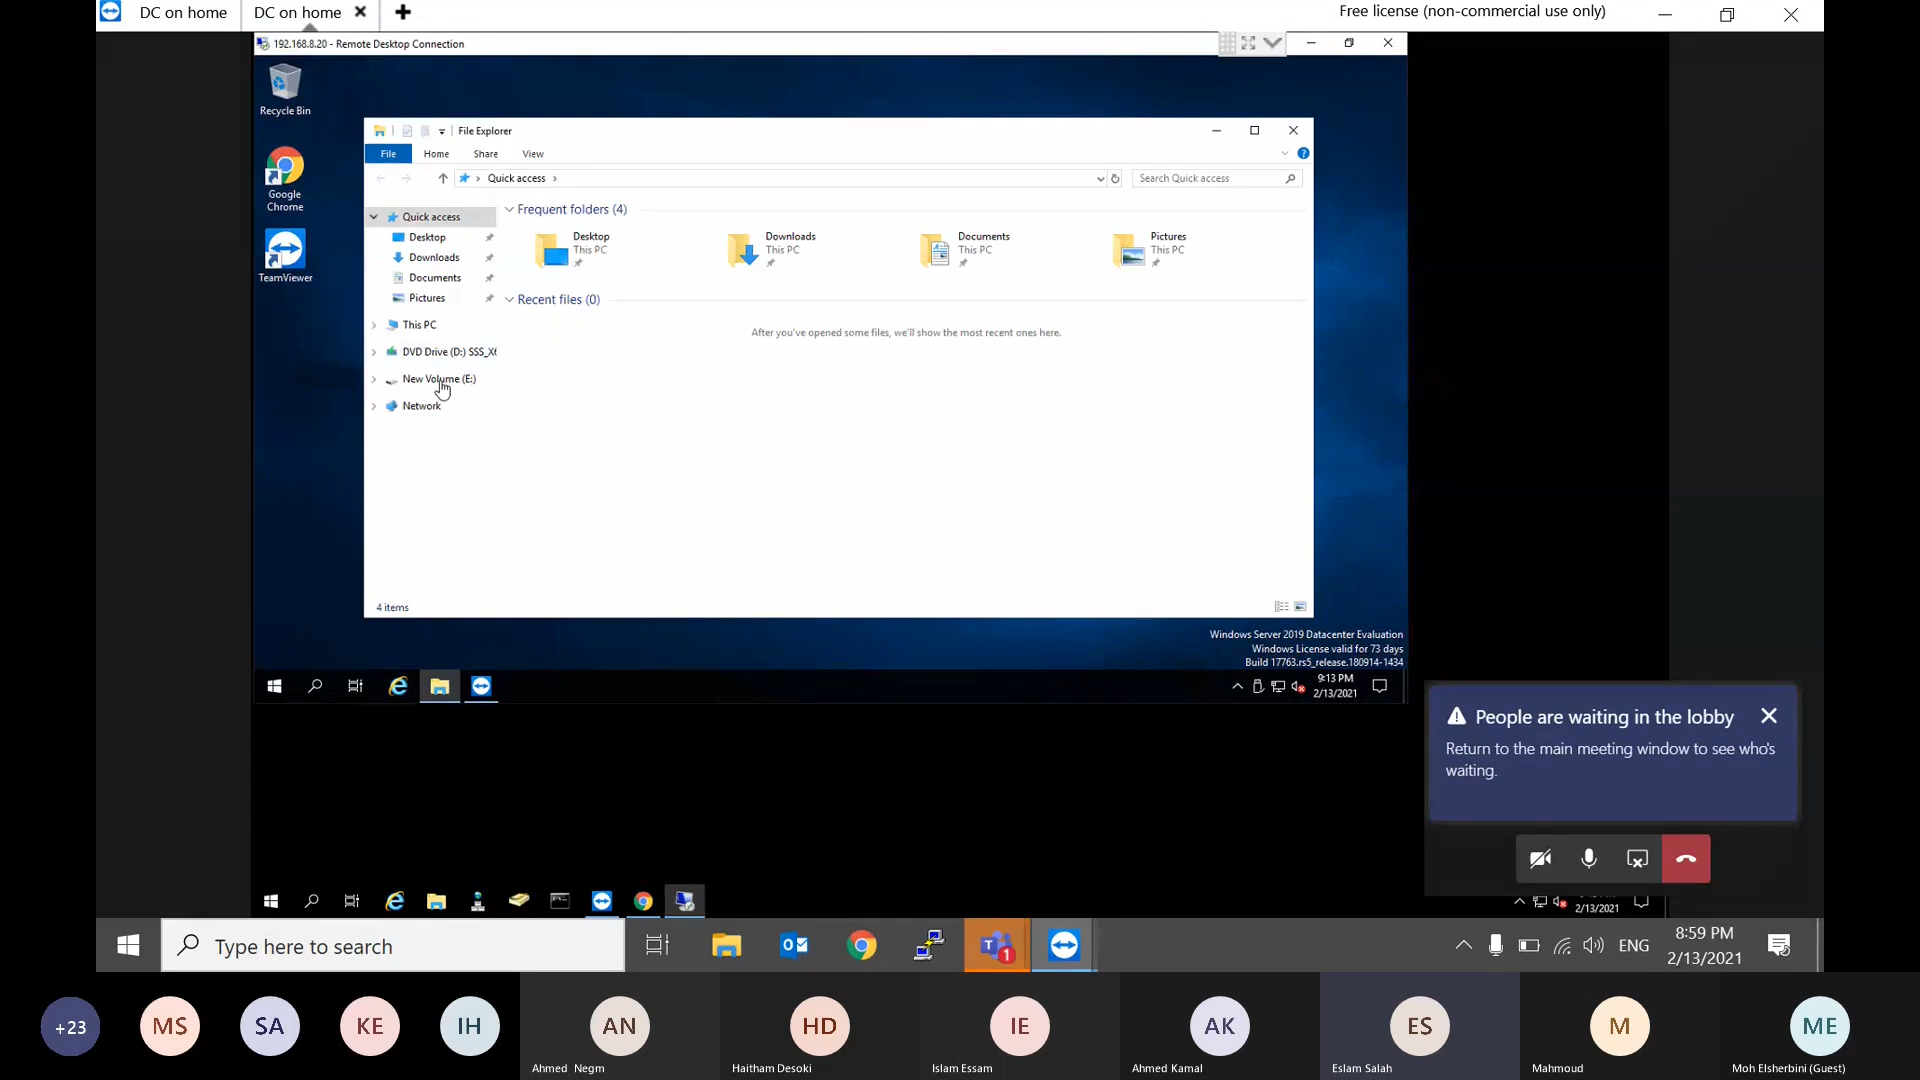 DC on home
DC on home
Free license (non-commercial use only)
192.168.8.20 - Remote Desktop Connection
Recycle Bin
Google
Chrome
TeamViewer
File Explorer
File
Home
Share
View
Quick access
Search Quick access
Quick access
Desktop
Downloads
Documents
Pictures
This PC
DVD Drive (D:) SSS_X6
New Volume (E:)
Network
Frequent folders (4)
Desktop
This PC
Downloads
This PC
Documents
This PC
Pictures
This PC
Recent files (0)
After you've opened some files, we'll show the most recent ones here.
4 items
Windows Server 2019 Datacenter Evaluation
Windows License valid for 73 days
Build 17763.rs5_release.180914-1434
9:13 PM
2/13/2021
People are waiting in the lobby
Return to the main meeting window to see who's
waiting.
2/13/2021
Type here to search
1
ENG
8:59 PM
2/13/2021
+23
MS
SA
KE
IH
AN
Ahmed Negm
HD
Haitham Desoki
IE
Islam Essam
AK
Ahmed Kamal
ES
Eslam Salah
M
Mahmoud
ME
Moh Elsherbini (Guest)